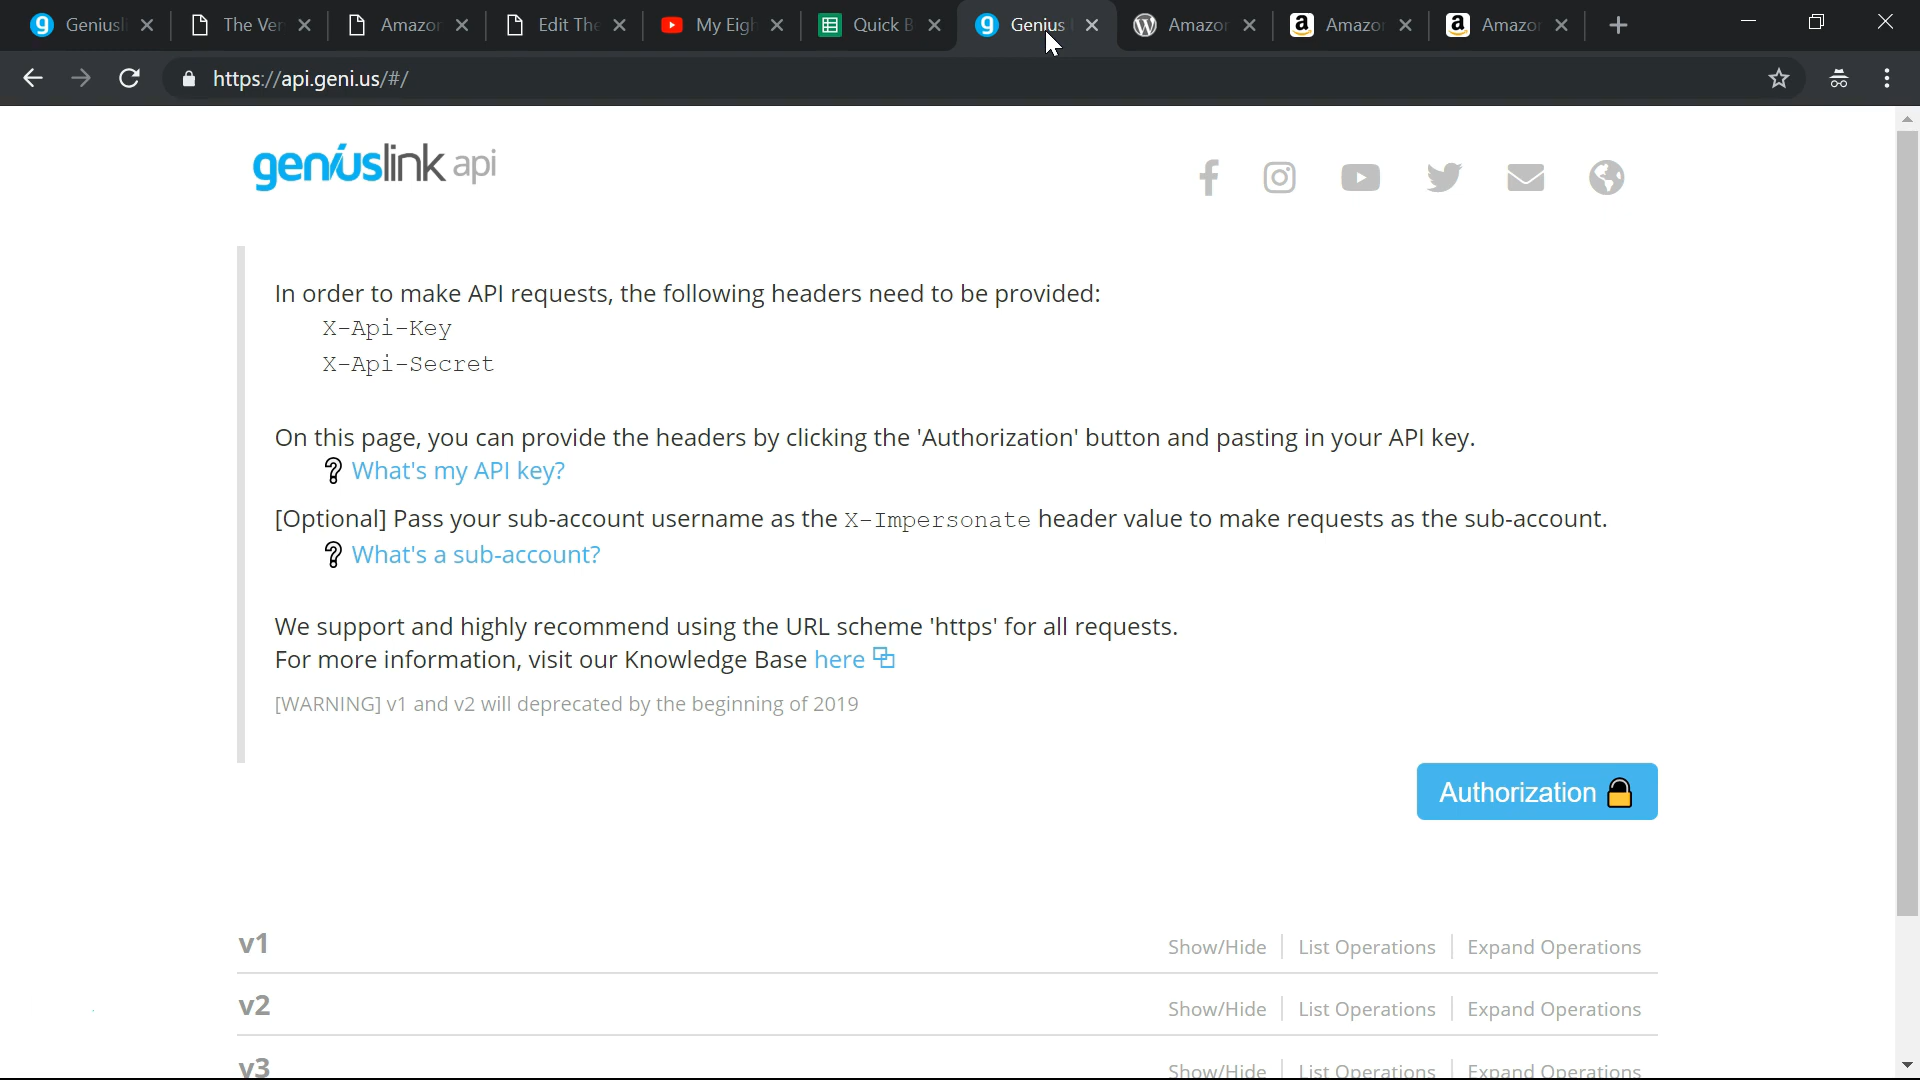 Geniusl
The Ver
Amazor
Edit The
My Eigh
Quick B
Genius
Amazor
Amazor
Amazor
https://api.geni.us/#/
geniuslink api
In order to make API requests, the following headers need to be provided:
X-Api-Key
X-Api-Secret
On this page, you can provide the headers by clicking the 'Authorization' button and pasting in your API key.
What's my API key?
[Optional] Pass your sub-account username as the X-Impersonate header value to make requests as the sub-account.
What's a sub-account?
We support and highly recommend using the URL scheme 'https' for all requests.
For more information, visit our Knowledge Base here
[WARNING] v1 and v2 will deprecated by the beginning of 2019
Authorization
v1 Show/Hide List Operations Expand Operations
v2 Show/Hide List Operations Expand Operations
v3 Show/Hide List Operations Expand Operations